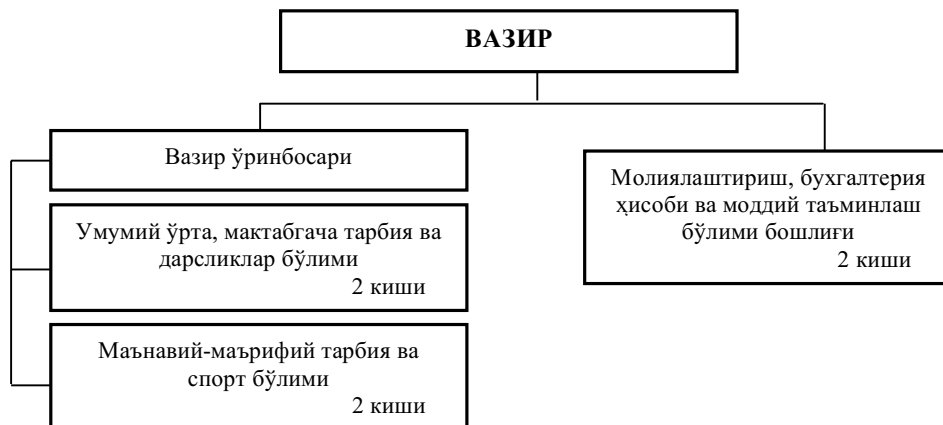 ВАЗИР
Вазир ўринбосари
Умумий ўрта, мактабгача тарбия ва
дарсликлар бўлими
2 киши
Маънавий-маърифий тарбия ва
спорт бўлими
2 киши
Молиялаштириш, бухгалтерия
ҳисоби ва моддий таъминлаш
бўлими бошлиғи
2 киши